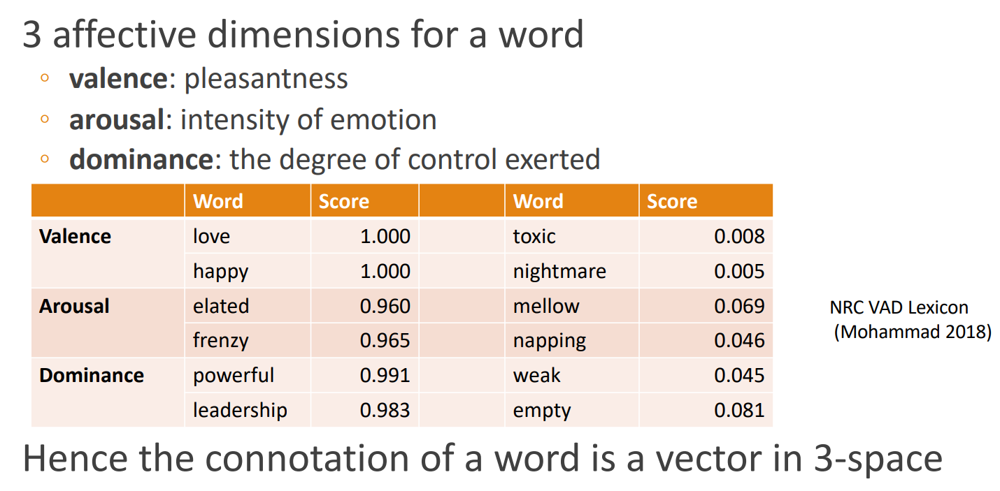 3 affective dimensions for a word
◦ valence: pleasantness
◦ arousal: intensity of emotion
◦ dominance: the degree of control exerted
Word Score Word Score
Valence love 1.000 toxic 0.008
happy 1.000 nightmare 0.005
Arousal elated 0.960 mellow 0.069
frenzy 0.965 napping 0.046
Dominance powerful 0.991 weak 0.045
leadership 0.983 empty 0.081
NRC VAD Lexicon
(Mohammad 2018)
Hence the connotation of a word is a vector in 3-space